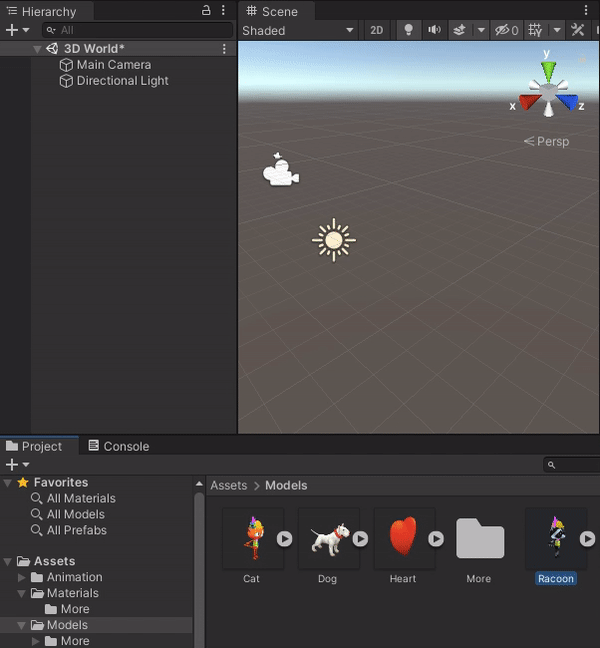 Hierarchy
All
3D World*
Main Camera
Directional Light
Scene
Shaded
2D
0
y
x
z
Persp
Project
Console
Favorites
All Materials
All Models
All Prefabs
Assets
Animation
Materials
More
Models
More
Assets > Models
Cat
Dog
Heart
More
Racoon